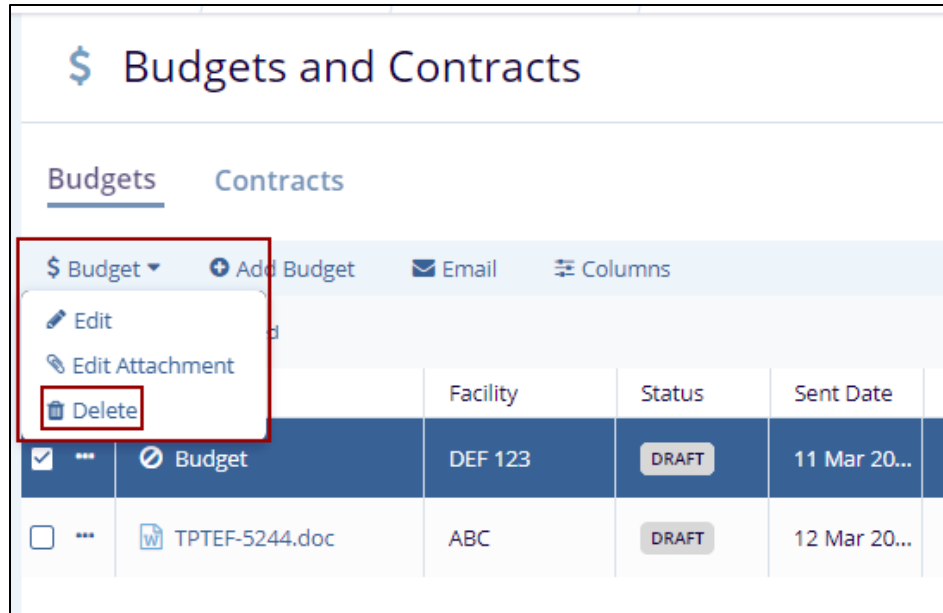 $ Budgets and Contracts
Budgets Contracts
$ Budget Add Budget Email Columns
Edit
Edit Attachment
Delete
Facility Status Sent Date
Budget DEF 123 DRAFT 11 Mar 20...
TPTEF-5244.doc ABC DRAFT 12 Mar 20...